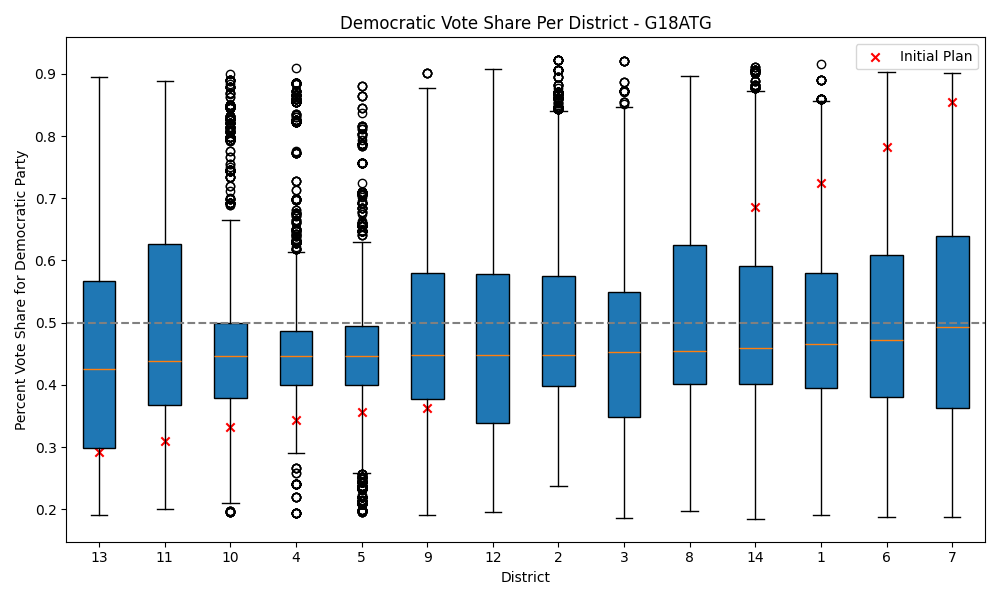 Democratic Vote Share Per District - G18ATG
Initial Plan
Percent Vote Share for Democratic Party
0.9
0.8
0.7
0.6
0.5
0.4
0.3
0.2
13 11 10 4 5 9 12 2 3 8 14 1 6 7
District